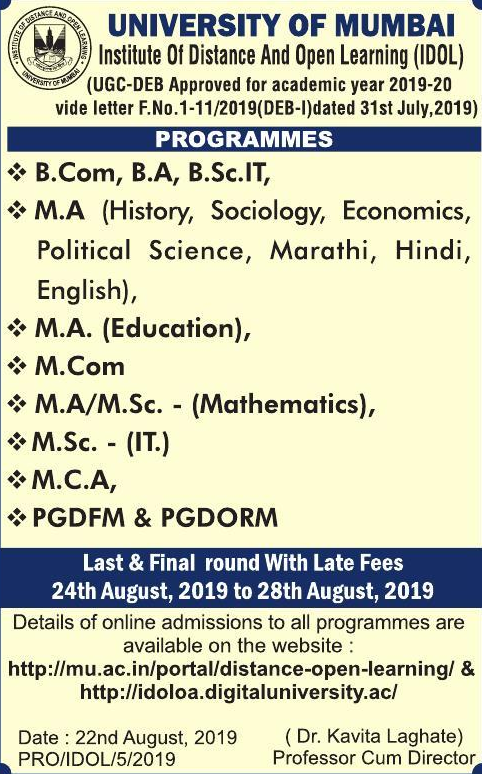 INSTITUTE OF DISTANCE AND OPEN LEARNING
UNIVERSITY OF MUMBAI
UNIVERSITY OF MUMBAI
Institute Of Distance And Open Learning (IDOL)
(UGC-DEB Approved for academic year 2019-20
vide letter F.No.1-11/2019(DEB-I)dated 31st July,2019)
PROGRAMMES
❖ B.Com, B.A, B.Sc.IT,
❖ M.A (History, Sociology, Economics,
Political Science, Marathi, Hindi,
English),
❖ M.A. (Education),
❖ M.Com
❖ M.A/M.Sc. - (Mathematics),
❖ M.Sc. - (IT.)
❖ M.C.A,
❖ PGDFM & PGDORM
Last & Final round With Late Fees
24th August, 2019 to 28th August, 2019
Details of online admissions to all programmes are
available on the website :
http://mu.ac.in/portal/distance-open-learning/ &
http://idoloa.digitaluniversity.ac/
Date : 22nd August, 2019
PRO/IDOL/5/2019
( Dr. Kavita Laghate)
Professor Cum Director